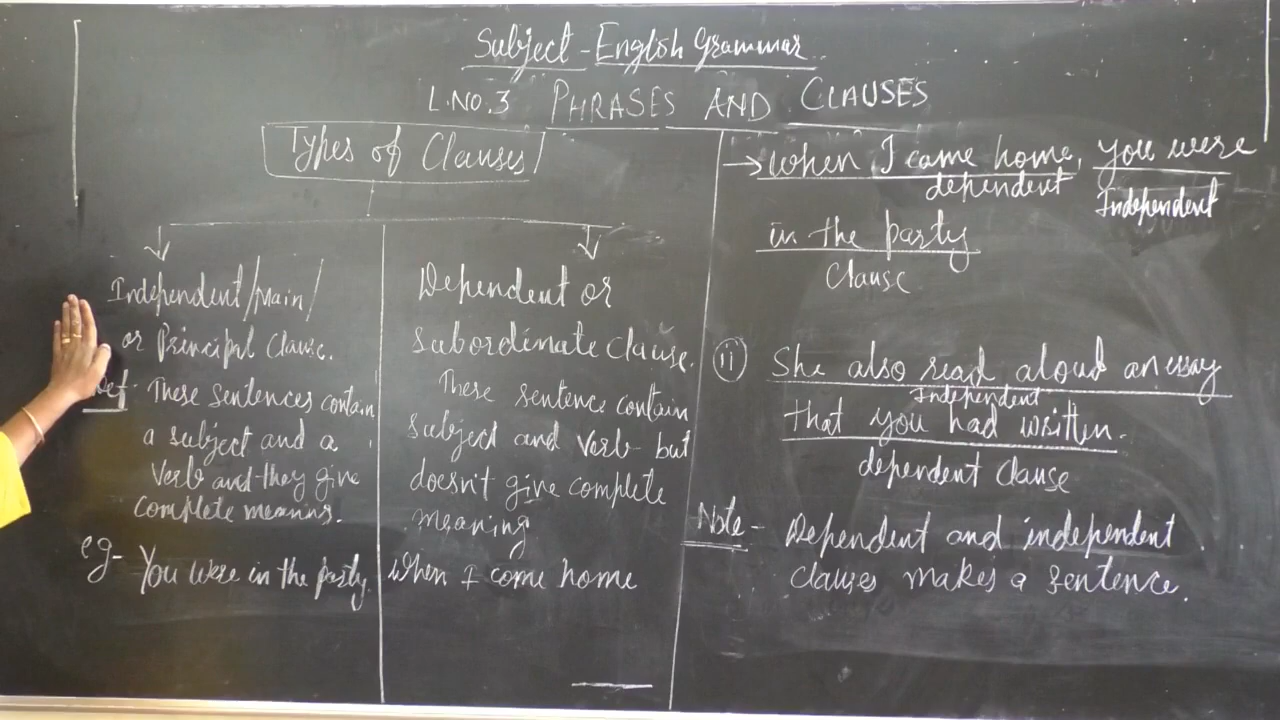 Subject - English Grammar
L.NO.3 PHRASES AND CLAUSES
Types of Clauses
Independent/Main/
or Principal Clause.
Def- These sentences contain
a subject and a
verb and they give
complete meaning.
eg- You were in the party.
Dependent or
subordinate clause.
These sentence contain
subject and verb but
doesn't give complete
meaning
When I come home
→ When I came home, you were
dependent Independent
in the party
Clause
(ii) She also read aloud an essay
Independent
that you had written.
dependent clause
Note - Dependent and independent
clauses makes a sentence.